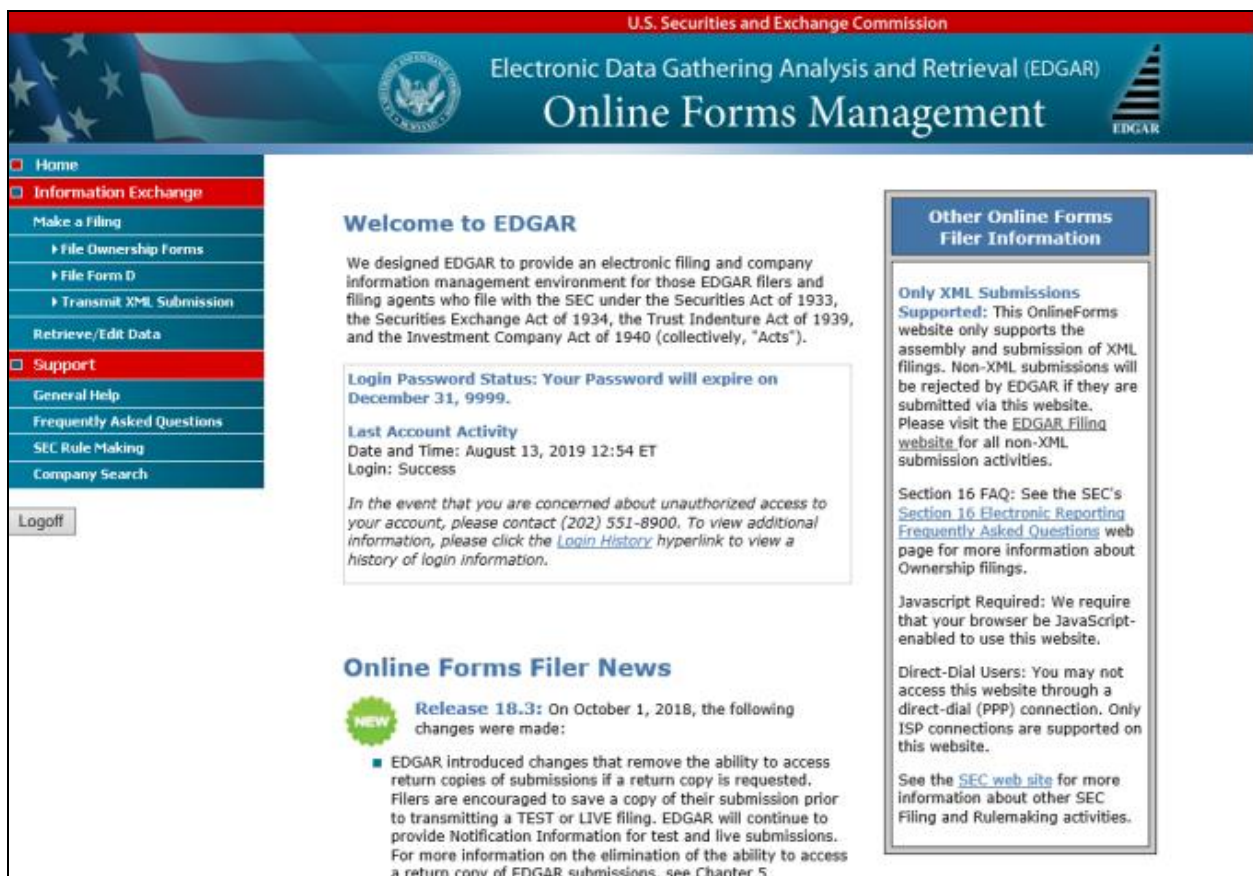 U.S. Securities and Exchange Commission
Electronic Data Gathering Analysis and Retrieval (EDGAR)
Online Forms Management
EDGAR
Home
Information Exchange
Make a Filing
File Ownership Forms
File Form D
Transmit XML Submission
Retrieve/Edit Data
Support
General Help
Frequently Asked Questions
SEC Rule Making
Company Search
Logoff
Welcome to EDGAR
We designed EDGAR to provide an electronic filing and company
information management environment for those EDGAR filers and
filing agents who file with the SEC under the Securities Act of 1933,
the Securities Exchange Act of 1934, the Trust Indenture Act of 1939,
and the Investment Company Act of 1940 (collectively, "Acts").
Login Password Status: Your Password will expire on
December 31, 9999.
Last Account Activity
Date and Time: August 13, 2019 12:54 ET
Login: Success
In the event that you are concerned about unauthorized access to
your account, please contact (202) 551-8900. To view additional
information, please click the Login History hyperlink to view a
history of login information.
Online Forms Filer News
NEW
Release 18.3: On October 1, 2018, the following
changes were made:
EDGAR introduced changes that remove the ability to access
return copies of submissions if a return copy is requested.
Filers are encouraged to save a copy of their submission prior
to transmitting a TEST or LIVE filing. EDGAR will continue to
provide Notification Information for test and live submissions.
For more information on the elimination of the ability to access
a return copy of EDGAR submissions, see Chapter 5
Other Online Forms
Filer Information
Only XML Submissions
Supported: This OnlineForms
website only supports the
assembly and submission of XML
filings. Non-XML submissions will
be rejected by EDGAR if they are
submitted via this website.
Please visit the EDGAR Filing
website for all non-XML
submission activities.
Section 16 FAQ: See the SEC's
Section 16 Electronic Reporting
Frequently Asked Questions web
page for more information about
Ownership filings.
Javascript Required: We require
that your browser be JavaScript-
enabled to use this website.
Direct-Dial Users: You may not
access this website through a
direct-dial (PPP) connection. Only
ISP connections are supported on
this website.
See the SEC web site for more
information about other SEC
Filing and Rulemaking activities.